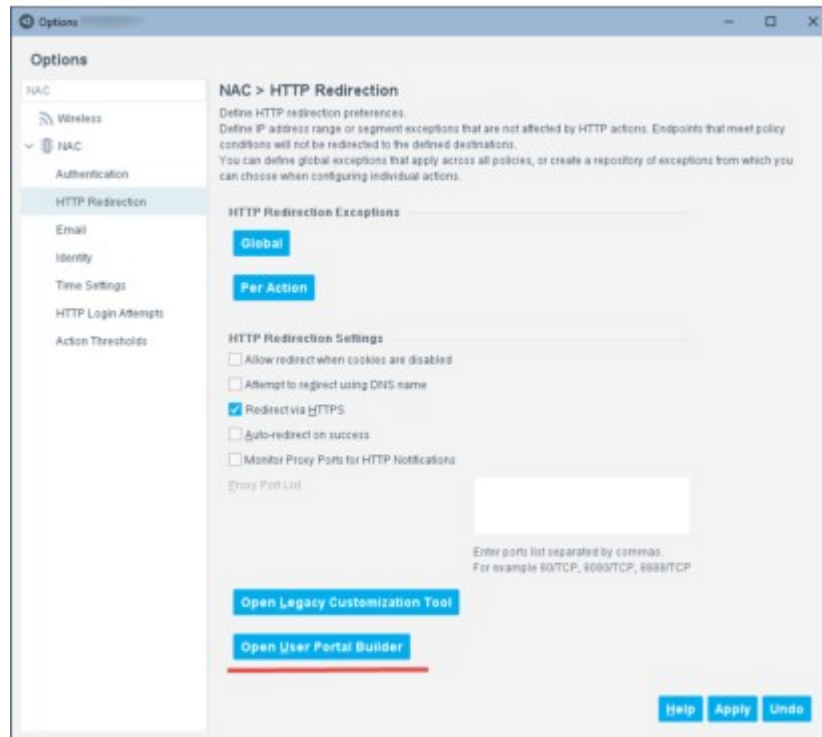 Options
Options
NAC
Wireless
NAC
Authentication
HTTP Redirection
Email
Identity
Time Settings
HTTP Login Attempts
Action Thresholds
NAC > HTTP Redirection
Define HTTP redirection preferences.
Define IP address range or segment exceptions that are not affected by HTTP actions. Endpoints that meet policy
conditions will not be redirected to the defined destinations.
You can define global exceptions that apply across all policies, or create a repository of exceptions from which you
can choose when configuring individual actions.
HTTP Redirection Exceptions
Global
Per Action
HTTP Redirection Settings
Allow redirect when cookies are disabled
Attempt to redirect using DNS name
Redirect via HTTPS
Auto-redirect on success
Monitor Proxy Ports for HTTP Notifications
Proxy Port List
Enter ports list separated by commas.
For example 80/TCP, 8080/TCP, 8888/TCP
Open Legacy Customization Tool
Open User Portal Builder
Help Apply Undo